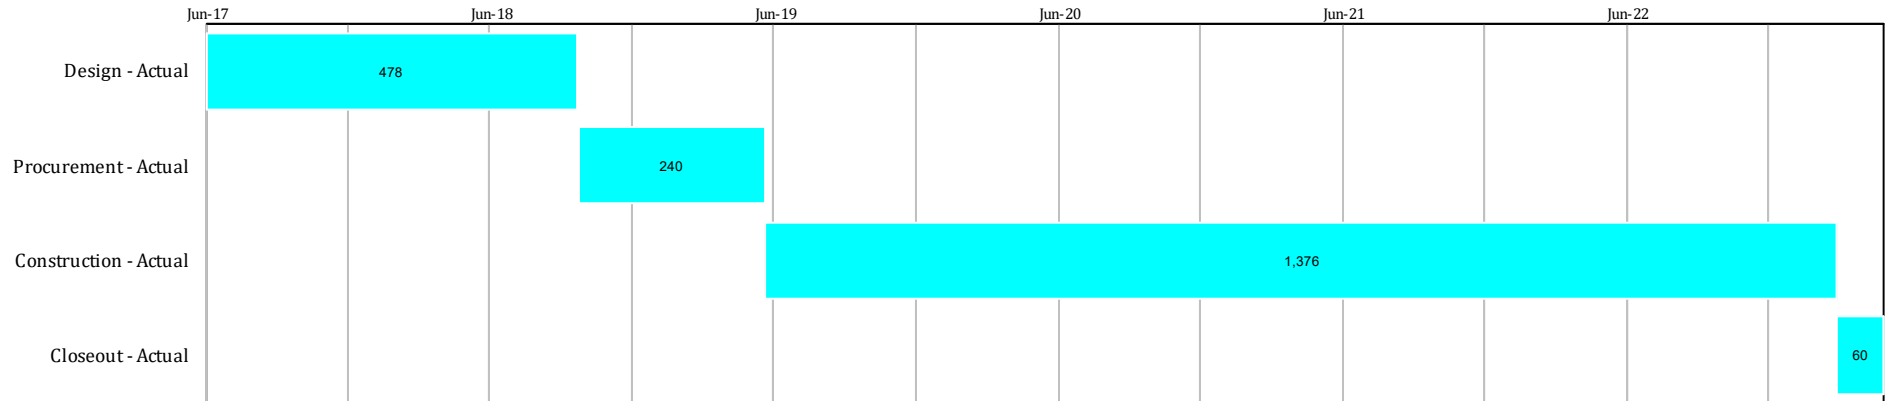 Jun-17 Jun-18 Jun-19 Jun-20 Jun-21 Jun-22
Design - Actual 478
Procurement - Actual 240
Construction - Actual 1,376
Closeout - Actual 60